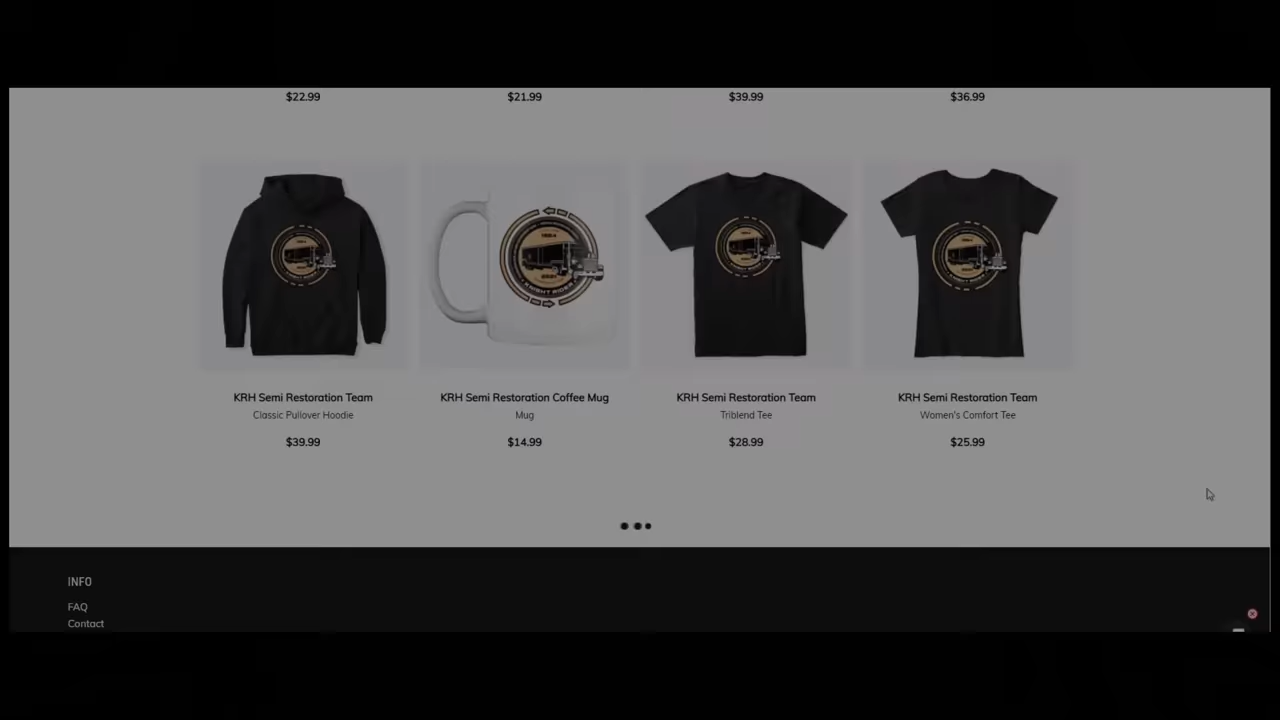 $22.99 $21.99 $39.99 $36.99
KNIGHT RIDER
KRH Semi Restoration Team KRH Semi Restoration Coffee Mug KRH Semi Restoration Team KRH Semi Restoration Team
Classic Pullover Hoodie Mug Triblend Tee Women's Comfort Tee
$39.99 $14.99 $28.99 $25.99
INFO
FAQ
Contact